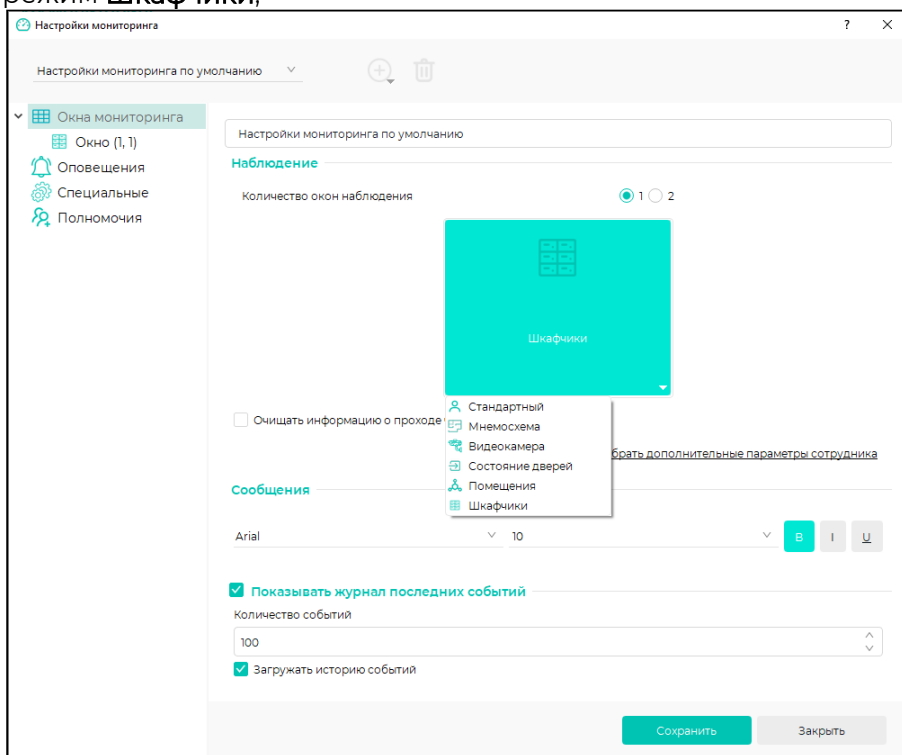 режим Шкафчики;
Настройки мониторинга
?
Настройки мониторинга по умолчанию
Окна мониторинга
Окно (1, 1)
Оповещения
Специальные
Полномочия
Настройки мониторинга по умолчанию
Наблюдение
Количество окон наблюдения
1
2
Шкафчики
Очищать информацию о проходе
Стандартный
Мнемосхема
Видеокамера
Состояние дверей
Помещения
Шкафчики
дополнительные параметры сотрудника
Сообщения
Arial
10
B
I
U
Показывать журнал последних событий
Количество событий
100
Загружать историю событий
Сохранить
Закрыть